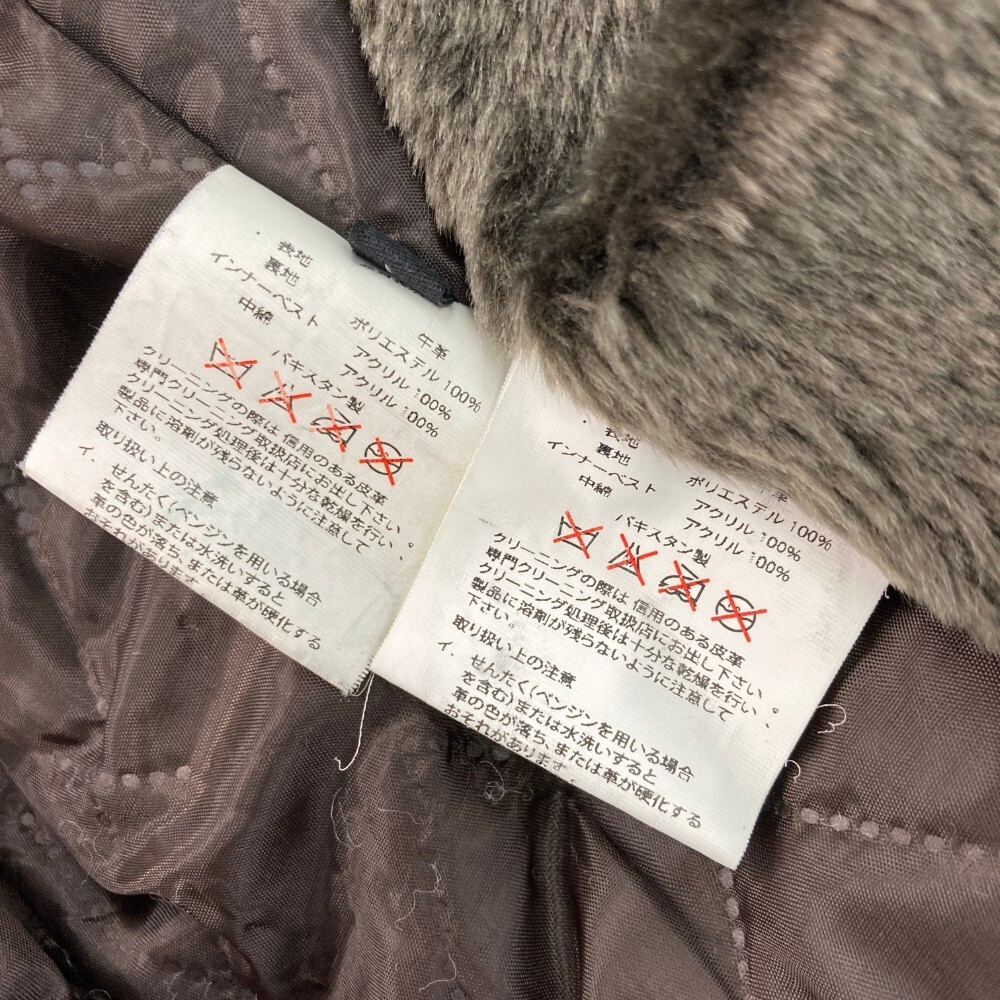 表地
牛革
裏地
ポリエステル 100%
インナーベスト
アクリル 100%
中綿
アクリル 100%
パキスタン製
クリーニングの際は 信用のある皮革
専門クリーニング取扱店にお出し下さい。
クリーニング処理後は十分な乾燥を行い、
製品に溶剤が残らないように注意して
下さい。
取り扱い上の注意
イ．せんたく(ベンジンを用いる場合
を含む)または水洗いすると
革の色が落ち、または革が硬化する
おそれがあります
表地
牛革
裏地
ポリエステル 100%
インナーベスト
アクリル 100%
中綿
アクリル 100%
パキスタン製
クリーニングの際は 信用のある皮革
専門クリーニング取扱店にお出し下さい。
クリーニング処理後は十分な乾燥を行い、
製品に溶剤が残らないように注意して
下さい。
取り扱い上の注意
イ．せんたく(ベンジンを用いる場合
を含む)または水洗いすると
革の色が落ち、または革が硬化する
おそれがあります。